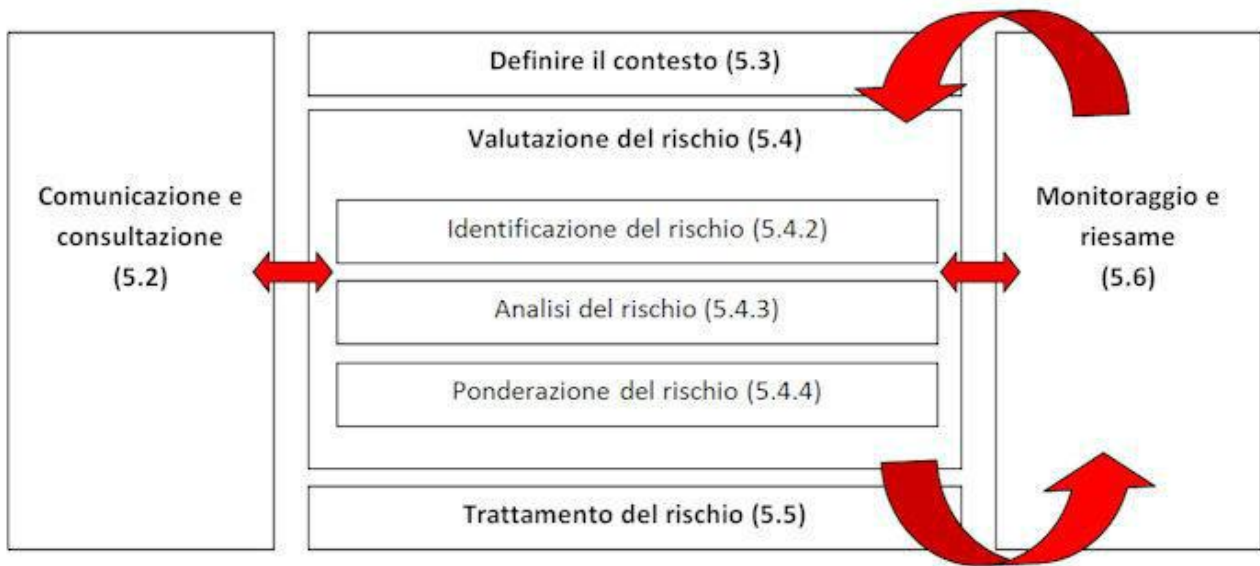 Comunicazione e
consultazione
(5.2)
Definire il contesto (5.3)
Valutazione del rischio (5.4)
Identificazione del rischio (5.4.2)
Analisi del rischio (5.4.3)
Ponderazione del rischio (5.4.4)
Trattamento del rischio (5.5)
Monitoraggio e
riesame
(5.6)